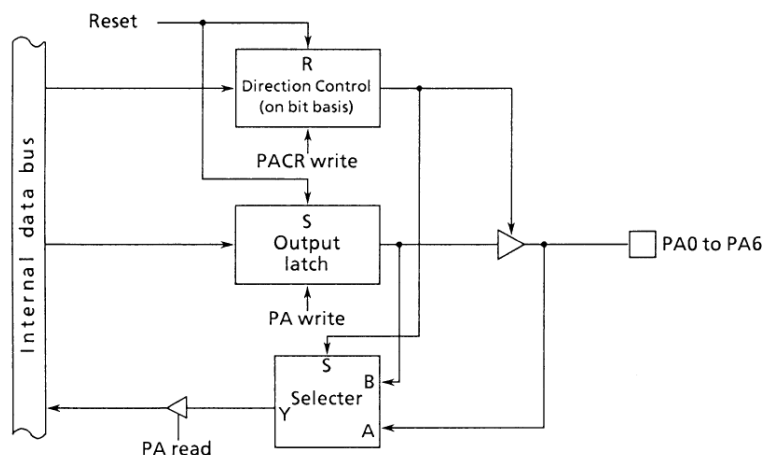 Reset
R
Direction Control
(on bit basis)
PACR write
Internal data bus
S
Output
latch
PA write
PA0 to PA6
S
B
Selecter
Y
A
PA read